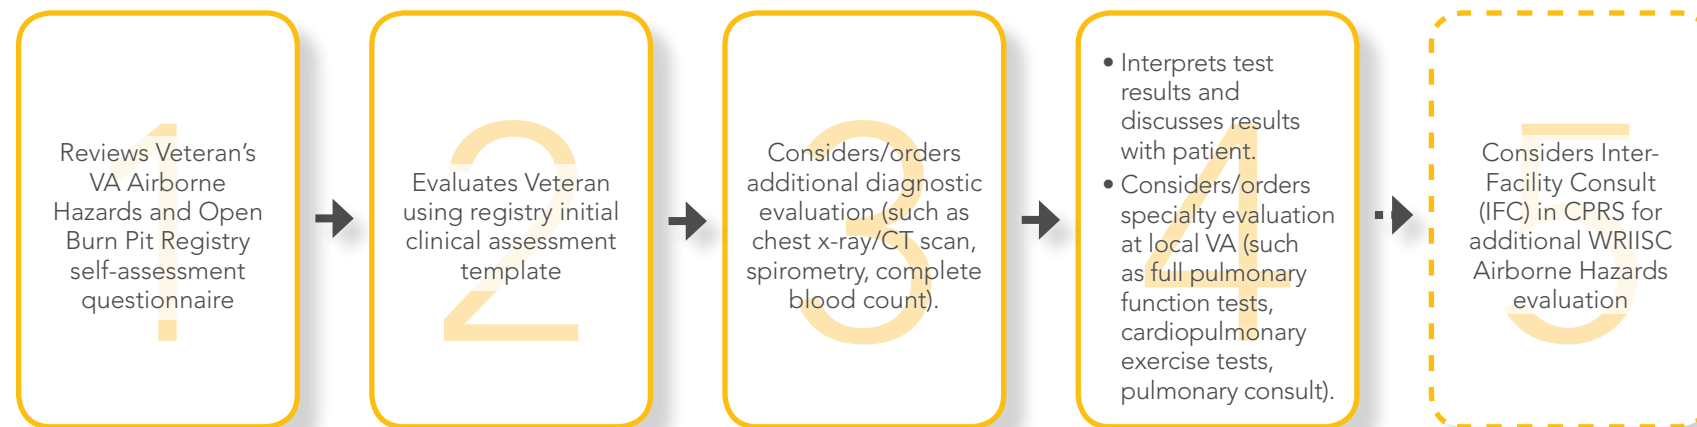 1
Reviews Veteran's
VA Airborne
Hazards and Open
Burn Pit Registry
self-assessment
questionnaire
2
Evaluates Veteran
using registry initial
clinical assessment
template
3
Considers/orders
additional diagnostic
evaluation (such as
chest x-ray/CT scan,
spirometry, complete
blood count).
4
• Interprets test
results and
discusses results
with patient.
• Considers/orders
specialty evaluation
at local VA (such
as full pulmonary
function tests,
cardiopulmonary
exercise tests,
pulmonary consult).
5
Considers Inter-
Facility Consult
(IFC) in CPRS for
additional WRIISC
Airborne Hazards
evaluation